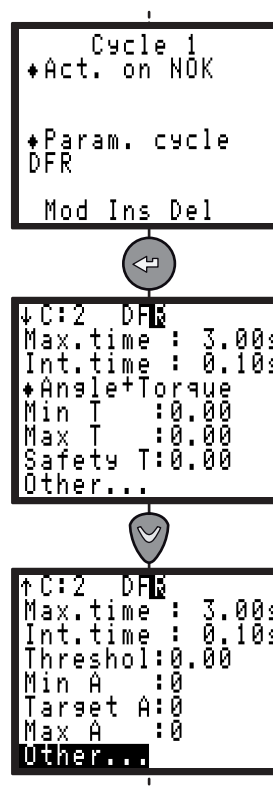 Cycle 1
♦Act. on NOK
♦Param. cycle
DFR
Mod Ins Del
↓C:2 DFR
Max.time : 3.00s
Int.time : 0.10s
♦Angle+Torque
Min T :0.00
Max T :0.00
Safety T:0.00
Other...
↑C:2 DFR
Max.time : 3.00s
Int.time : 0.10s
Threshol:0.00
Min A :0
Target A:0
Max A :0
Other...